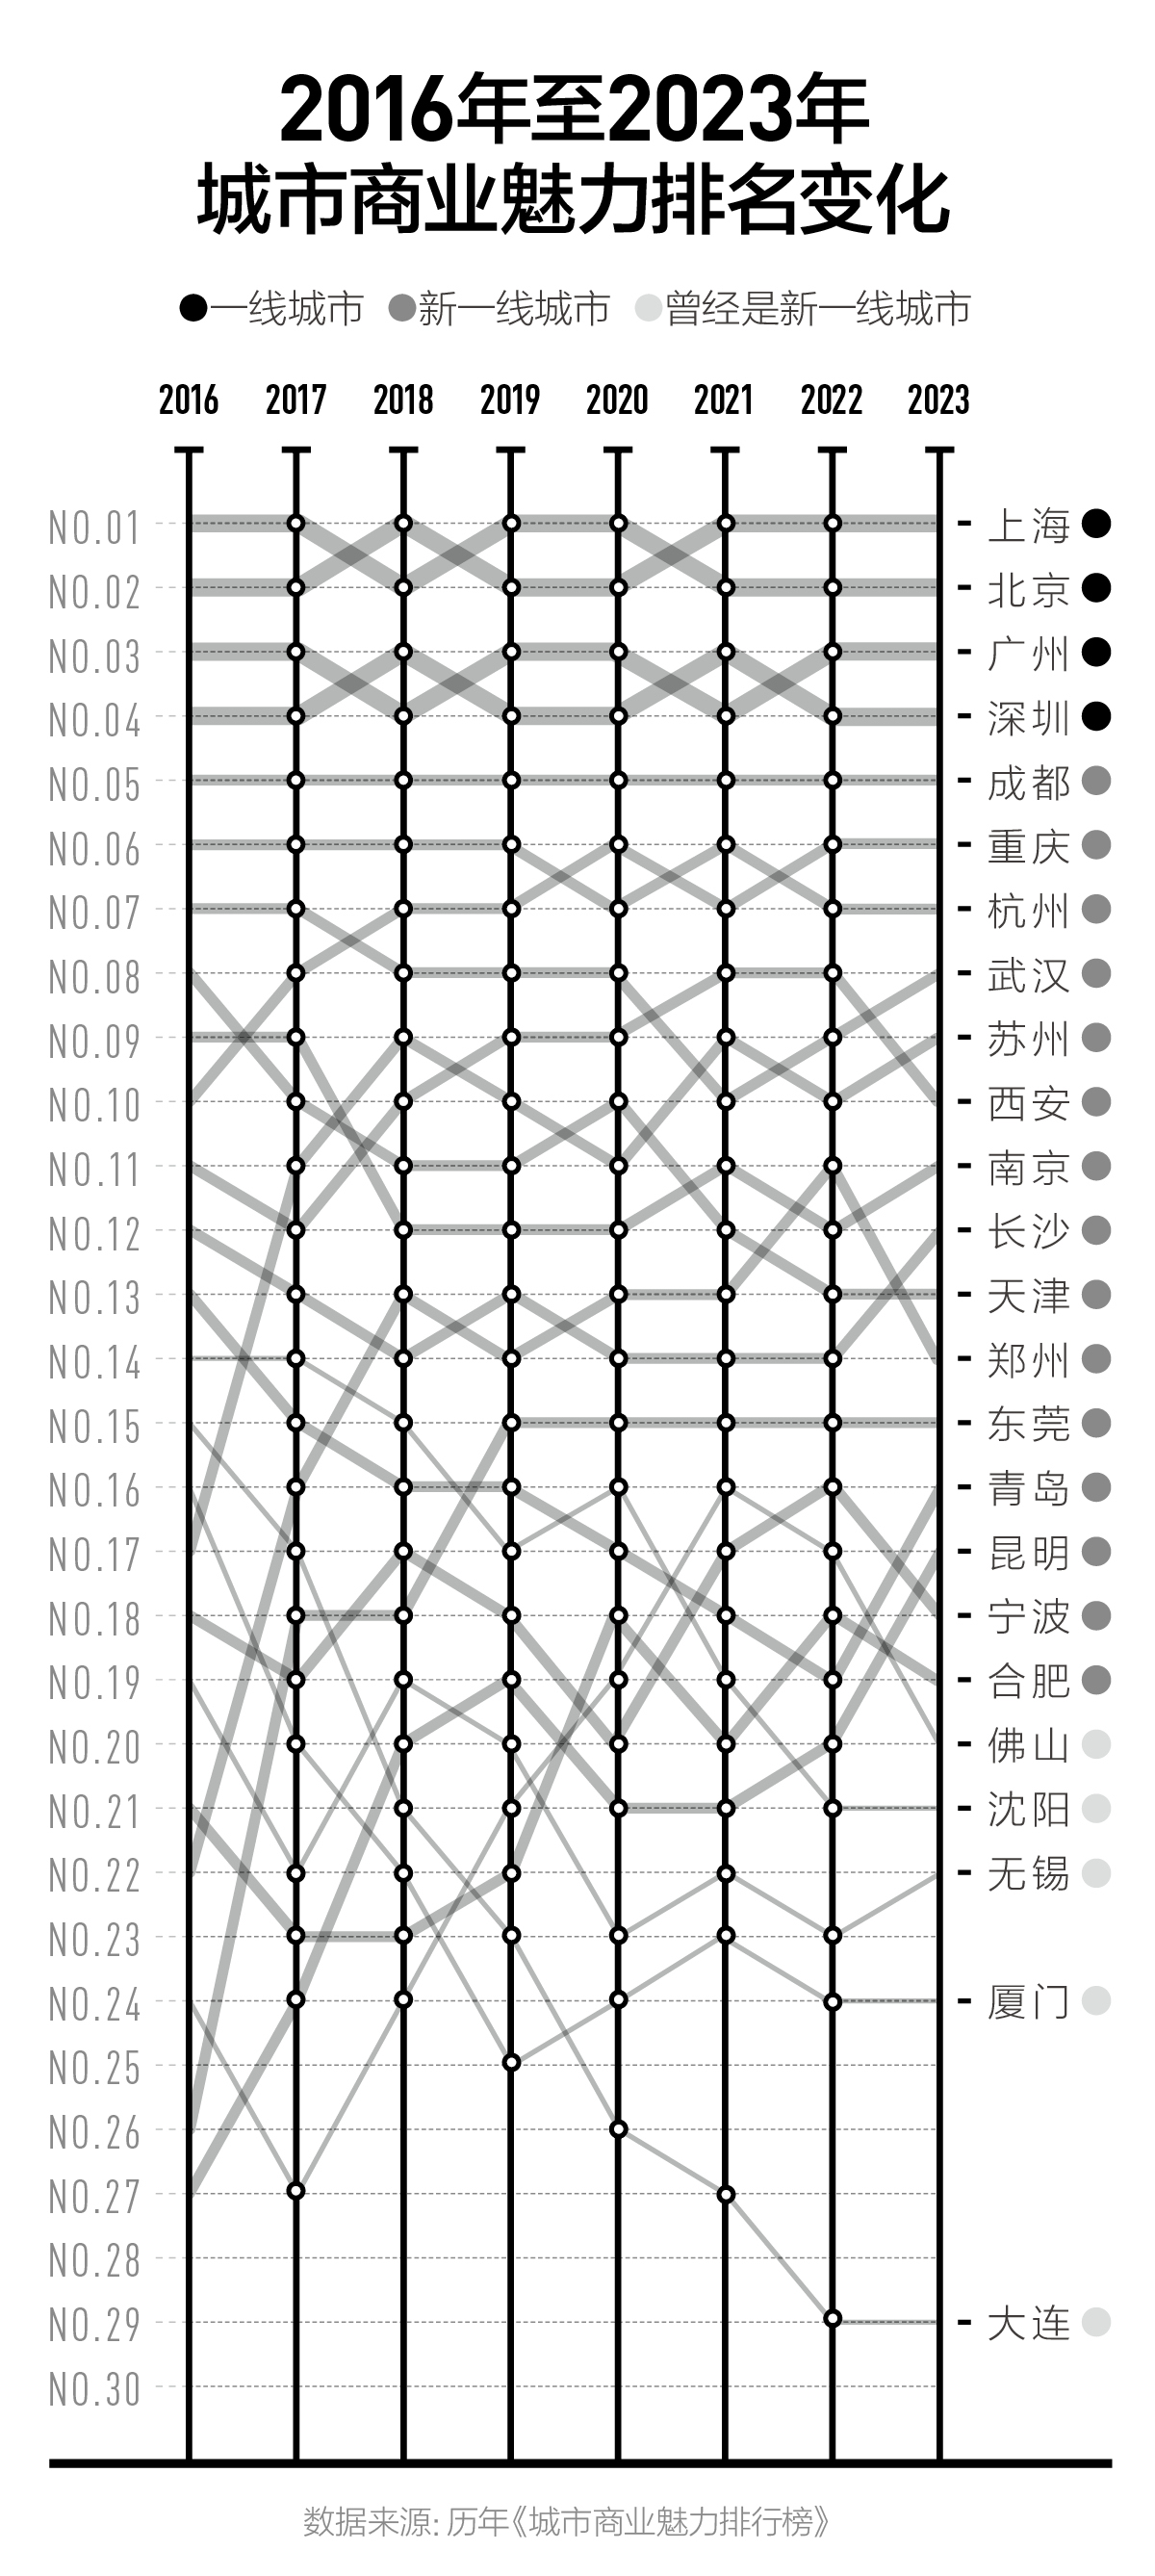 2016年至2023年
城市商业魅力排名变化
一线城市 新一线城市 曾经是新一线城市
2016 2017 2018 2019 2020 2021 2022 2023
NO.01 上海
NO.02 北京
NO.03 广州
NO.04 深圳
NO.05 成都
NO.06 重庆
NO.07 杭州
NO.08 武汉
NO.09 苏州
NO.10 西安
NO.11 南京
NO.12 长沙
NO.13 天津
NO.14 郑州
NO.15 东莞
NO.16 青岛
NO.17 昆明
NO.18 宁波
NO.19 合肥
NO.20 佛山
NO.21 沈阳
NO.22 无锡
NO.23
NO.24 厦门
NO.25
NO.26
NO.27
NO.28
NO.29 大连
NO.30
数据来源: 历年《城市商业魅力排行榜》